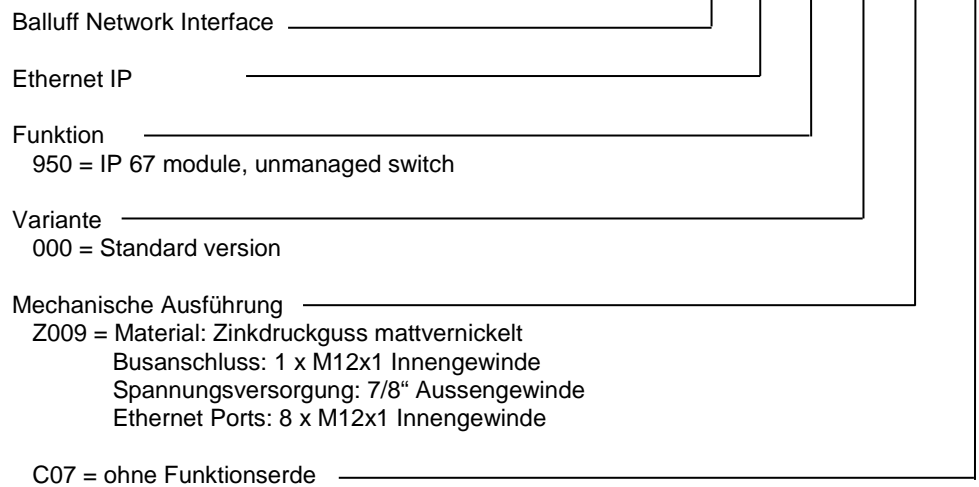 Balluff Network Interface
Ethernet IP
Funktion
950 = IP 67 module, unmanaged switch
Variante
000 = Standard version
Mechanische Ausführung
Z009 = Material: Zinkdruckguss mattvernickelt
Busanschluss: 1 x M12x1 Innengewinde
Spannungsversorgung: 7/8“ Aussengewinde
Ethernet Ports: 8 x M12x1 Innengewinde
C07 = ohne Funktionserde